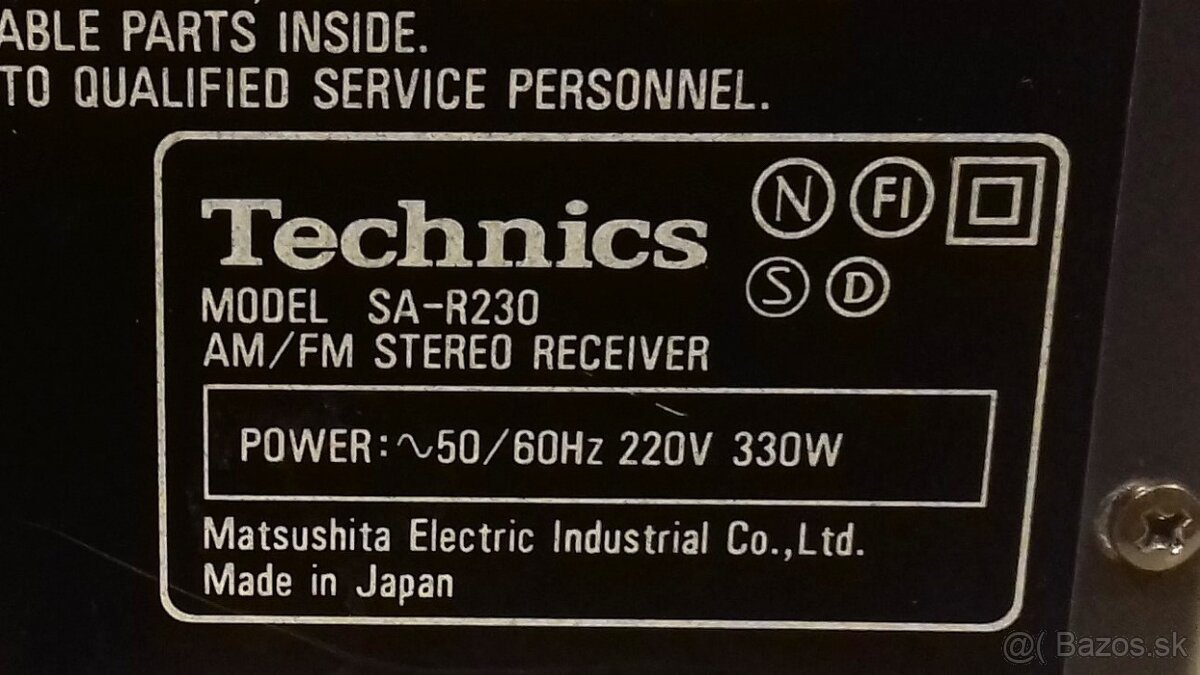 ABLE PARTS INSIDE.
TO QUALIFIED SERVICE PERSONNEL.
Technics
N FI
S D
MODEL SA-R230
AM/FM STEREO RECEIVER
POWER:∿50/60Hz 220V 330W
Matsushita Electric Industrial Co.,Ltd.
Made in Japan
@( Bazos.sk